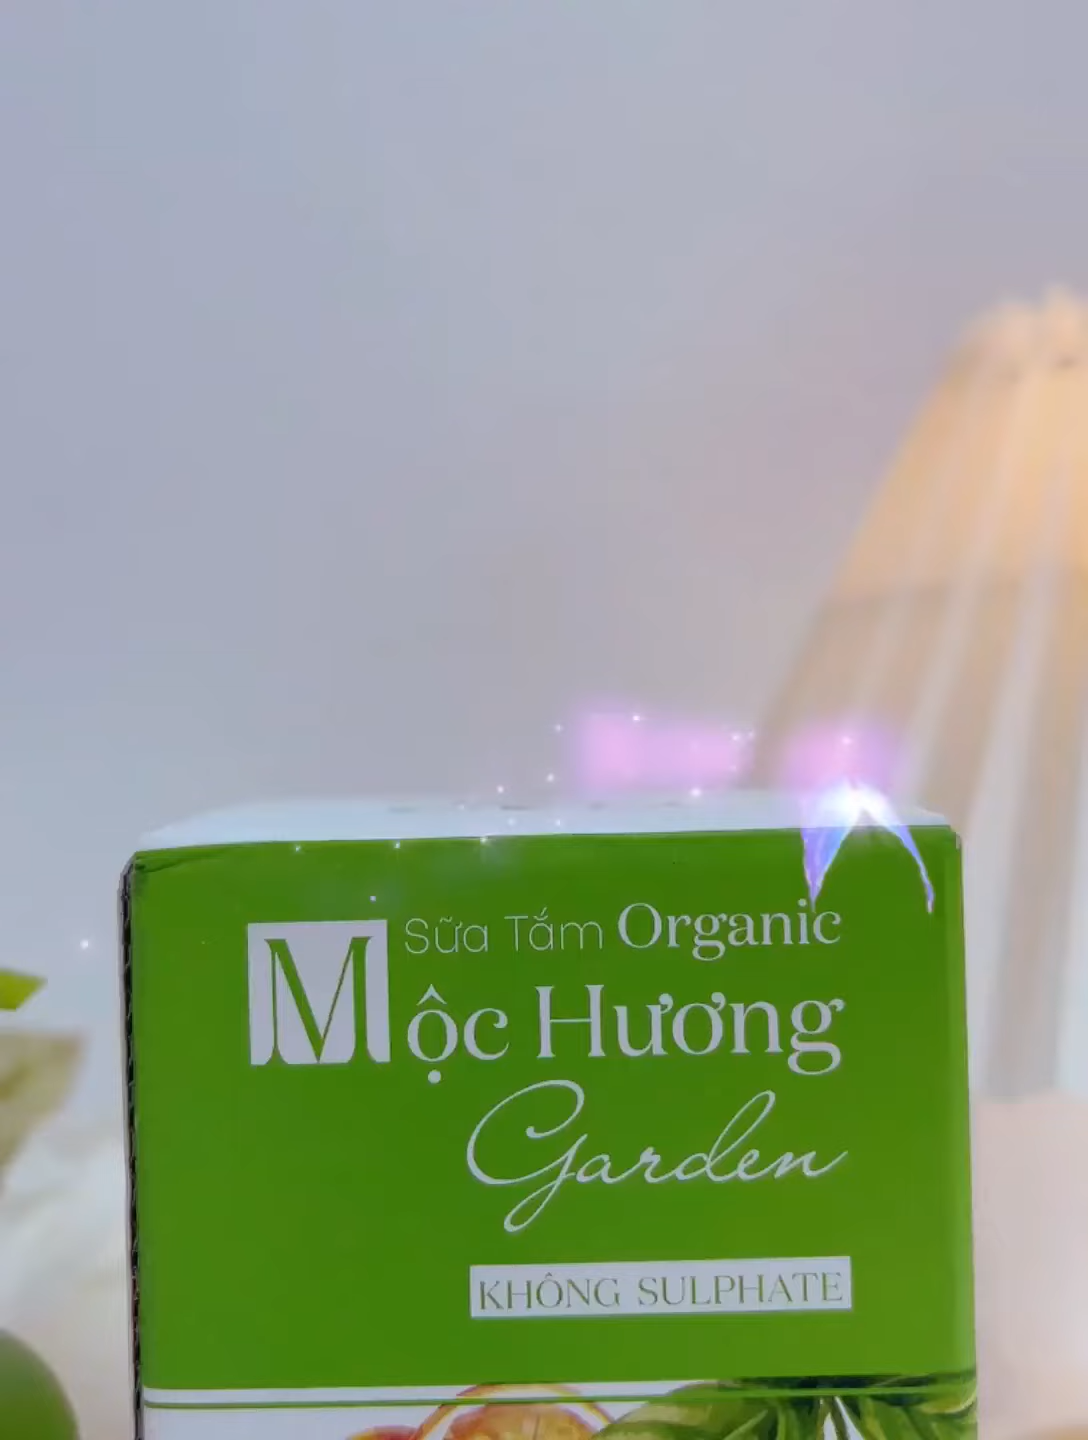 Sữa Tắm Organic
Mộc Hương
Garden
KHÔNG SULPHATE